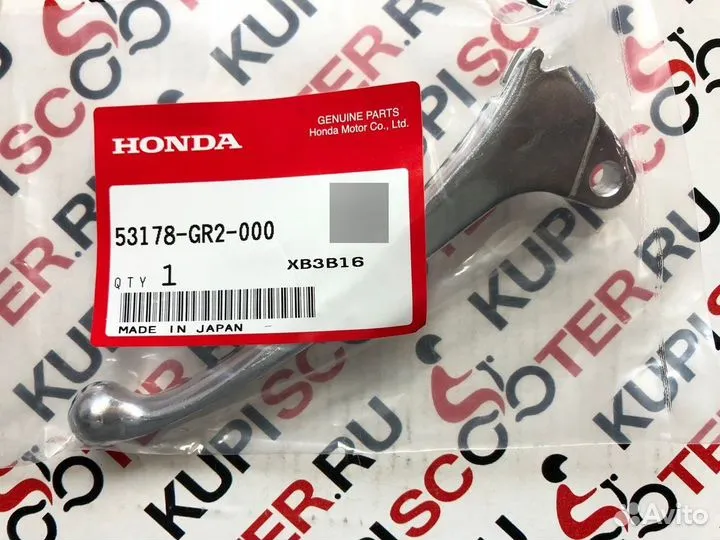 HONDA
GENUINE PARTS
Honda Motor Co., Ltd.
53178-GR2-000
XB3B16
QTY 1
MADE IN JAPAN
KUPISCOOTER.RU
KUPISCOOTER.RU
KUPISCOOTER.RU
Avito